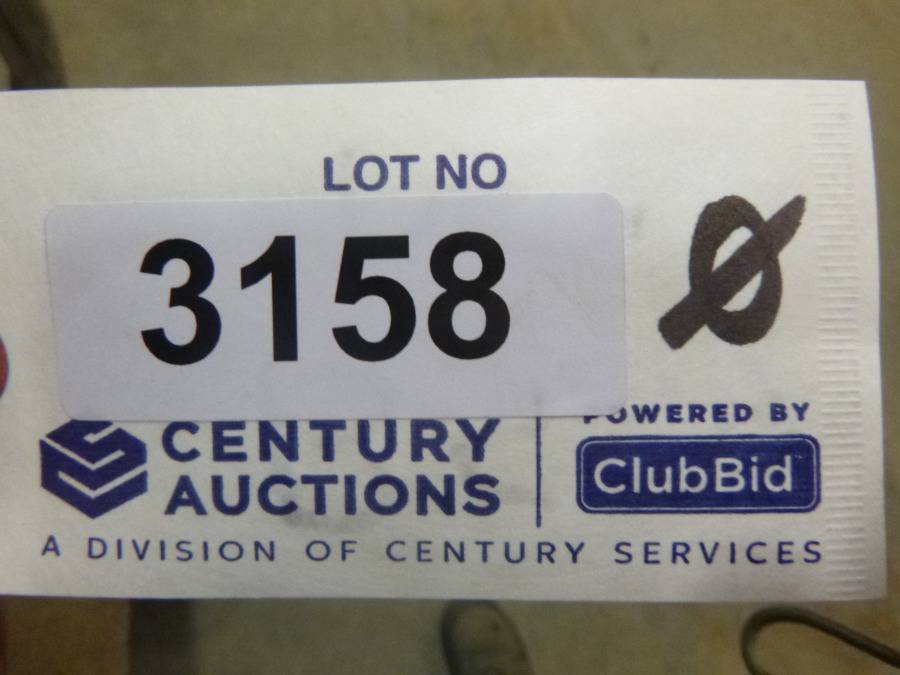 LOT NO
3158 Ø
CENTURY AUCTIONS
POWERED BY
ClubBid
A DIVISION OF CENTURY SERVICES